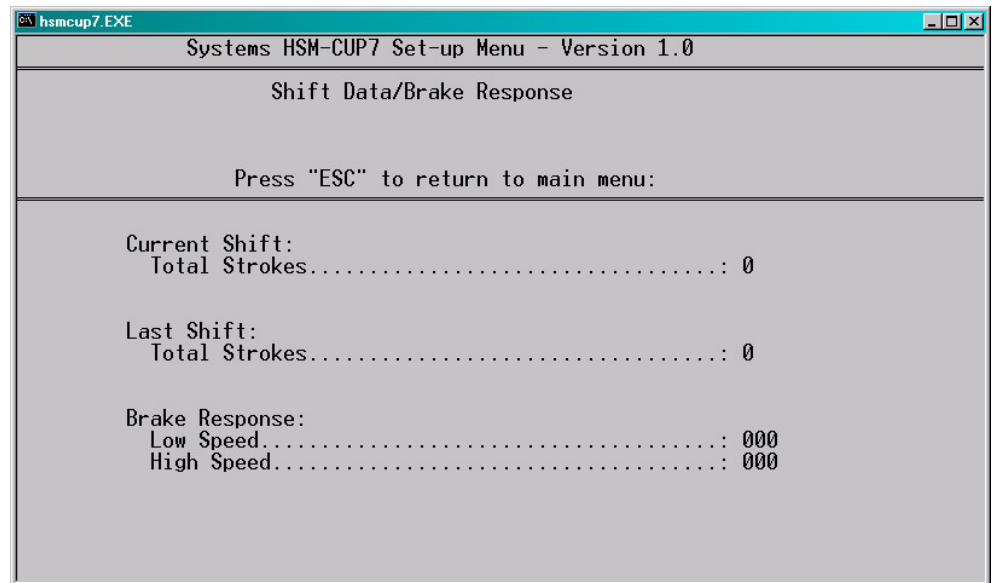 hsmcup7.EXE
Systems HSM-CUP7 Set-up Menu - Version 1.0
Shift Data/Brake Response
Press "ESC" to return to main menu:
Current Shift:
Total Strokes..................................: 0
Last Shift:
Total Strokes..................................: 0
Brake Response:
Low Speed......................................: 000
High Speed.....................................: 000